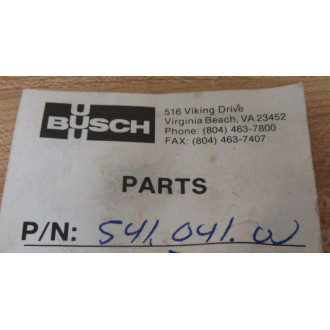 BUSCH
516 Viking Drive
Virginia Beach, VA 23452
Phone: (804) 463-7800
FAX: (804) 463-7407
PARTS
P/N: 541.041.